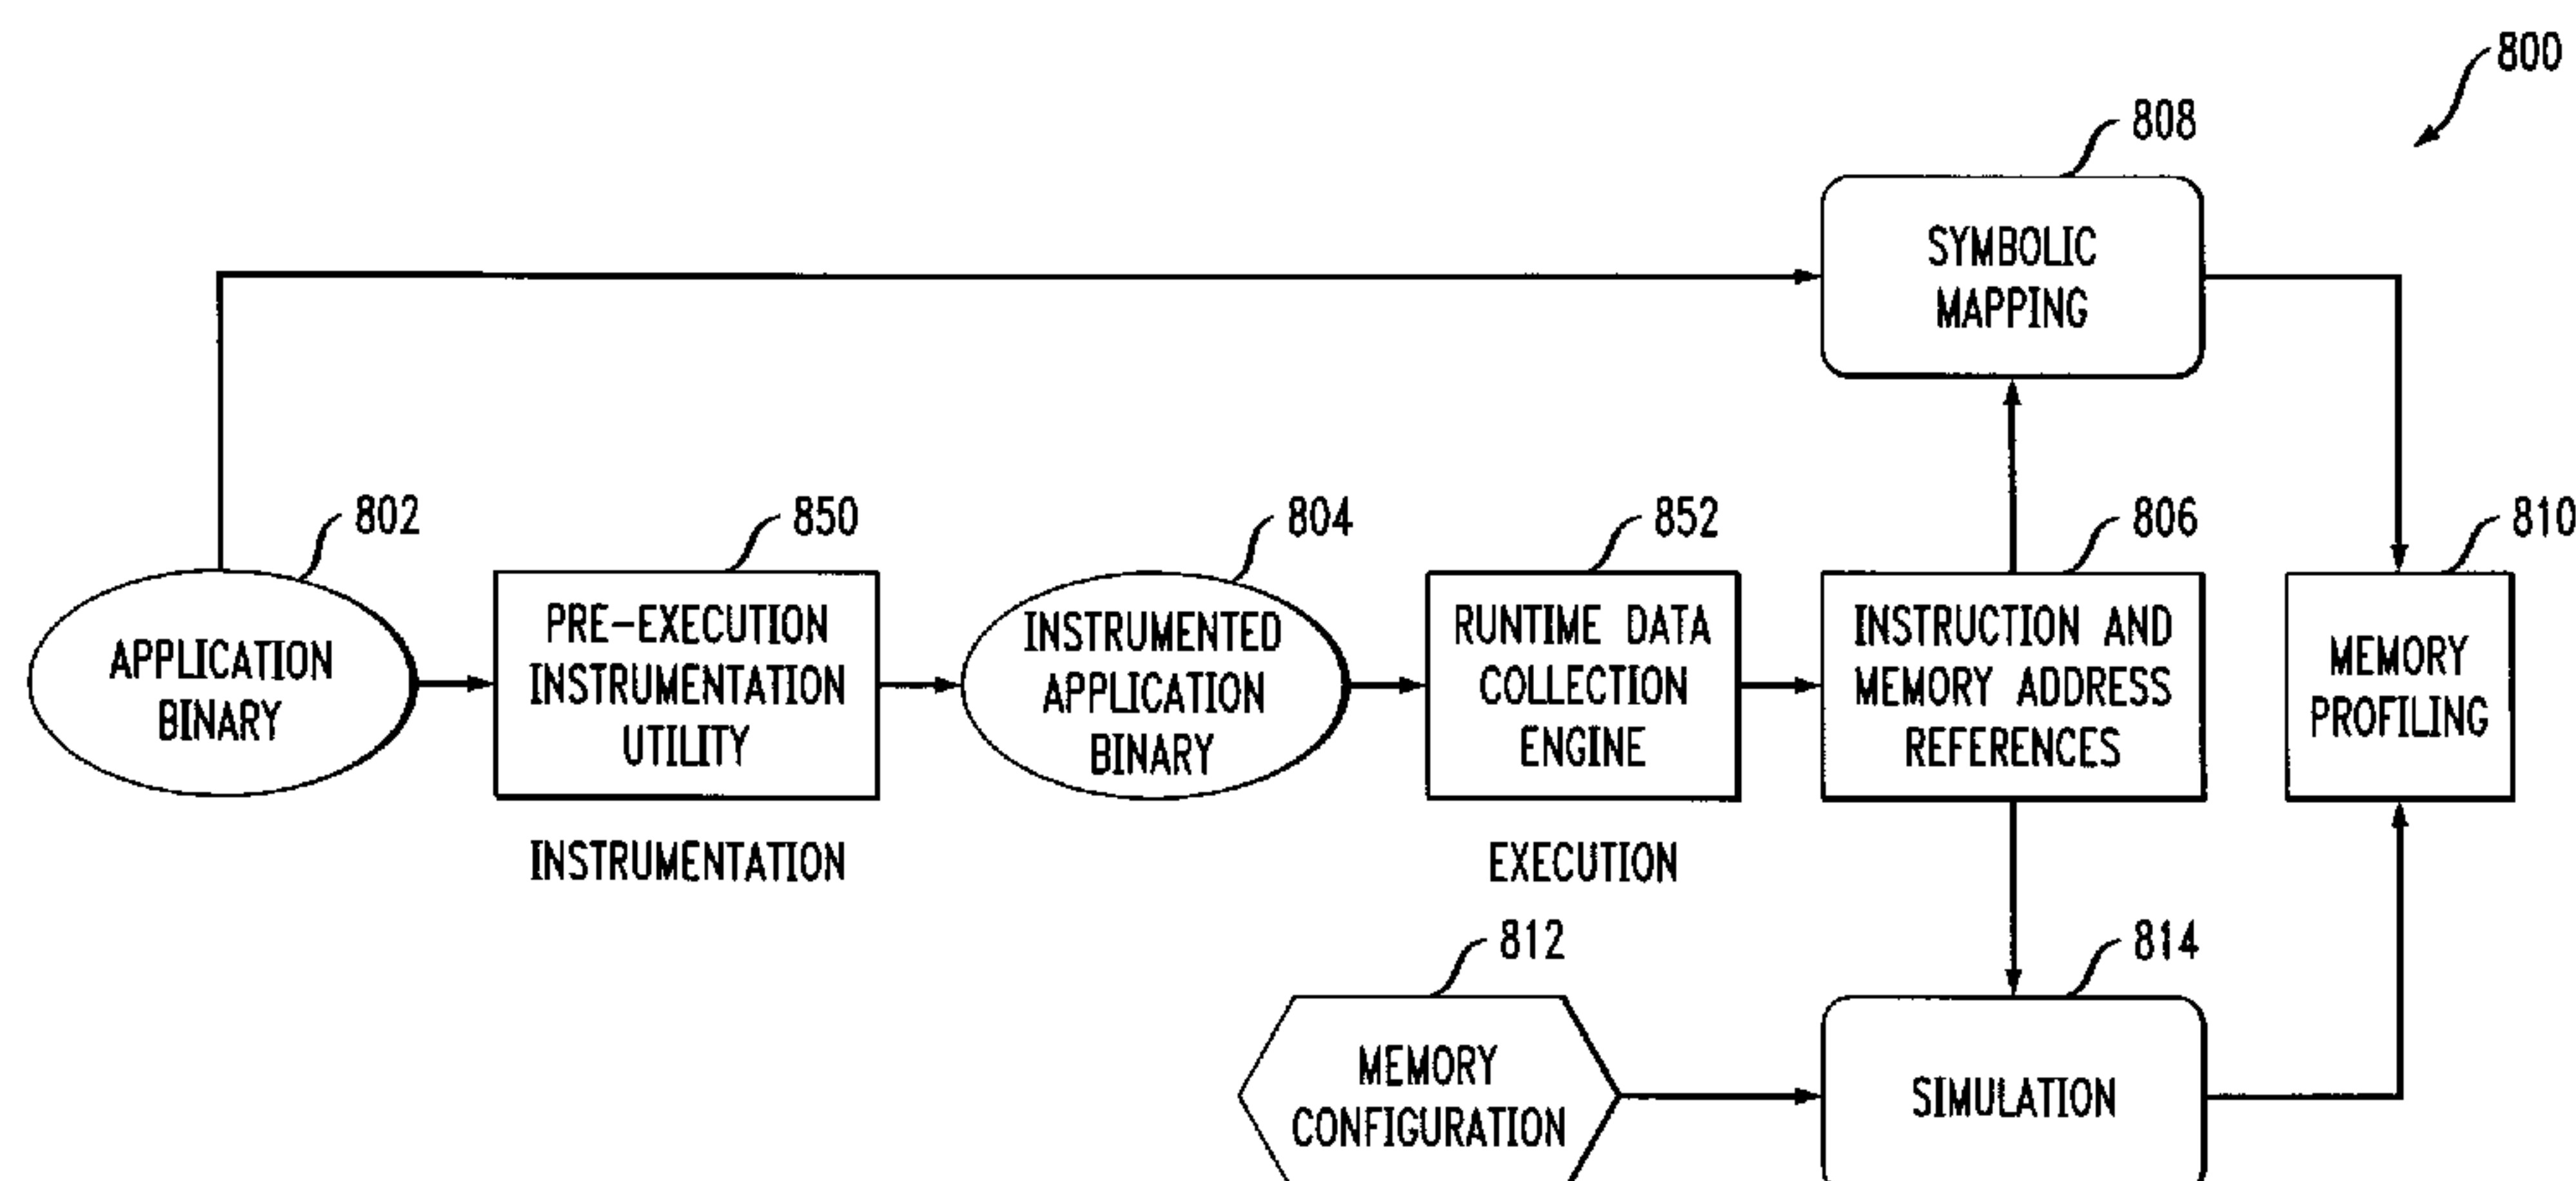 800
808
SYMBOLIC
MAPPING
802
850
804
852
806
810
APPLICATION
BINARY
PRE-EXECUTION
INSTRUMENTATION
UTILITY
INSTRUMENTED
APPLICATION
BINARY
RUNTIME DATA
COLLECTION
ENGINE
INSTRUCTION AND
MEMORY ADDRESS
REFERENCES
MEMORY
PROFILING
INSTRUMENTATION
EXECUTION
812
814
MEMORY
CONFIGURATION
SIMULATION